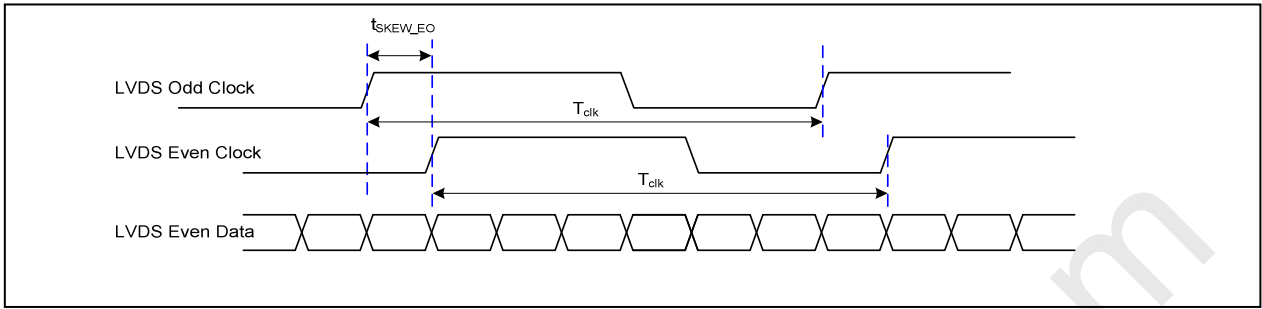 tSKEW_EO
LVDS Odd Clock
Tclk
LVDS Even Clock
Tclk
LVDS Even Data
m